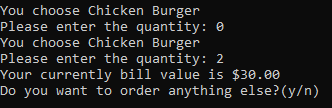 You choose Chicken Burger
Please enter the quantity: 0
You choose Chicken Burger
Please enter the quantity: 2
Your currently bill value is $30.00
Do you want to order anything else?(y/n)